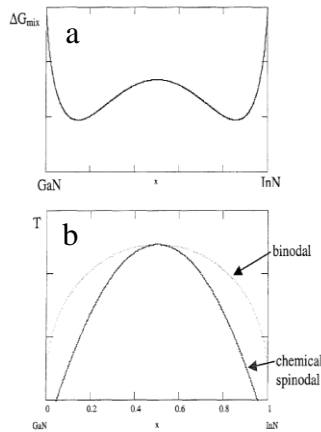 ΔG_mix
a
GaN
x
InN
T
b
binodal
chemical
spinodal
0 0.2 0.4 0.6 0.8 1
GaN
x
InN